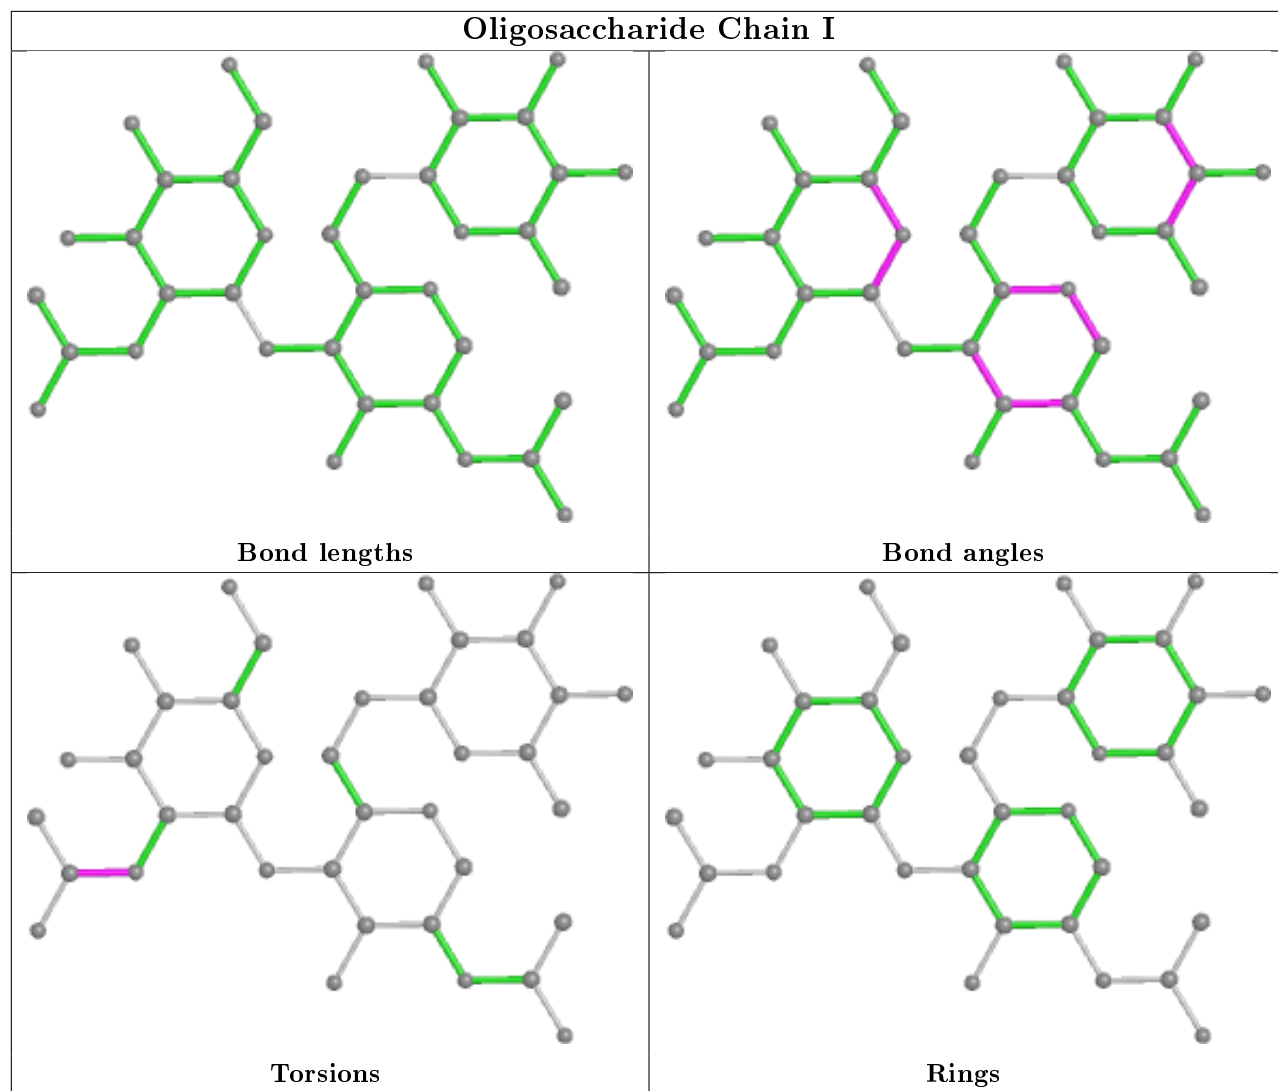 Oligosaccharide Chain I
Bond lengths
Bond angles
Torsions
Rings